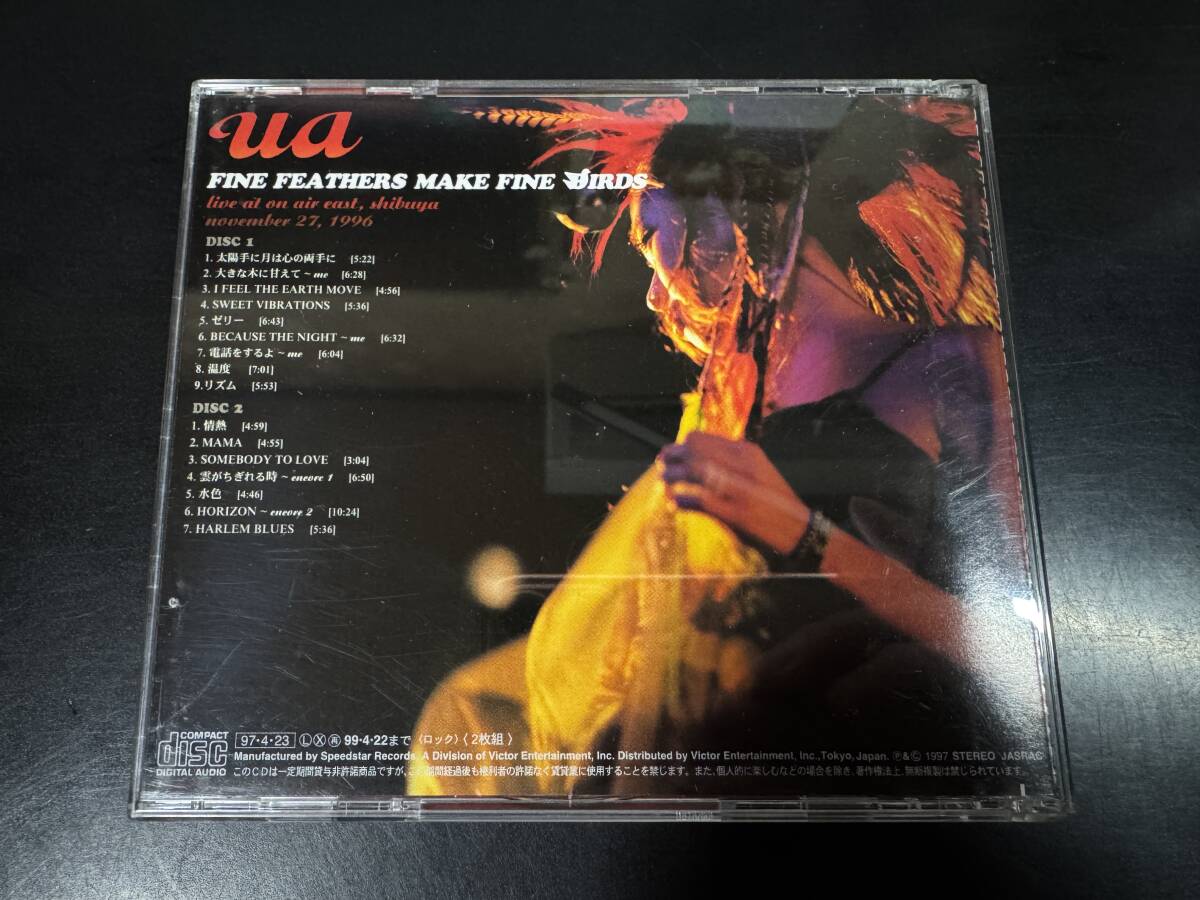 ua
FINE FEATHERS MAKE FINE BIRDS
live at on air east, shibuya
november 27, 1996
DISC 1
1. 太陽手に月は心の両手に [5:22]
2. 大きな木に甘えて～me [6:28]
3. I FEEL THE EARTH MOVE [4:56]
4. SWEET VIBRATIONS [5:36]
5. ゼリー [6:43]
6. BECAUSE THE NIGHT～me [6:32]
7. 電話をするよ～me [6:04]
8. 温度 [7:01]
9. リズム [5:53]
DISC 2
1. 情熱 [4:59]
2. MAMA [4:55]
3. SOMEBODY TO LOVE [3:04]
4. 雲がちぎれる時～encore 1 [6:50]
5. 水色 [4:46]
6. HORIZON～encore 2 [10:24]
7. HARLEM BLUES [5:36]
COMPACT
disc
DIGITAL AUDIO
97・4・23 Ⓛ Ⓧ ㊞ 99・4・22まで 〈ロック〉〈2枚組〉
Manufactured by Speedstar Records, A Division of Victor Entertainment, Inc. Distributed by Victor Entertainment, Inc.,Tokyo, Japan. ℗&© 1997 STEREO JASRAC
このCDは一定期間貸与非許諾商品ですが、この期間経過後も権利者の許諾なく賃貸業に使用することを禁じます。また、個人的に楽しむなどの場合を除き、著作権法上、無断複製は禁じられています。